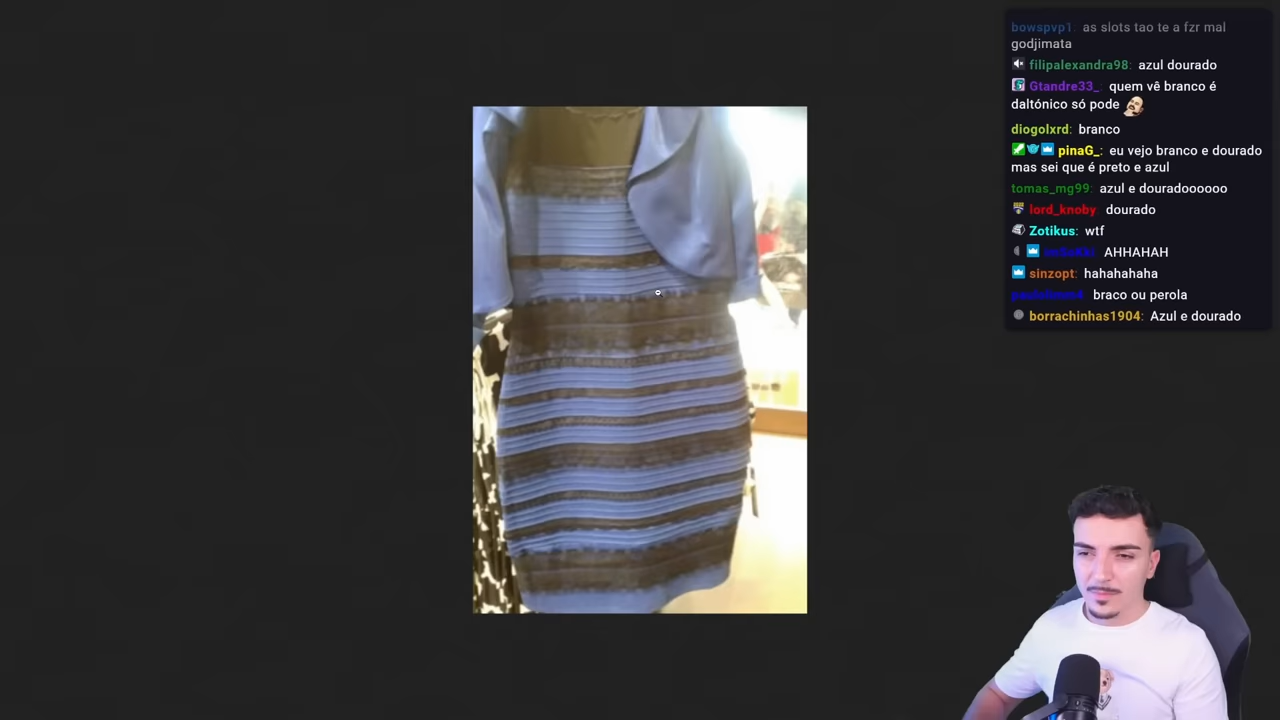 bowspvp1: as slots tao te a fzr mal
godjimata
filipalexandra98: azul dourado
Gtandre33_: quem vê branco é
daltónico só pode
diogolxrd: branco
pinaG_: eu vejo branco e dourado
mas sei que é preto e azul
tomas_mg99: azul e douradoooooo
lord_knoby: dourado
Zotikus: wtf
AHHAHAH
sinzopt: hahahahaha
braco ou perola
borrachinhas1904: Azul e dourado